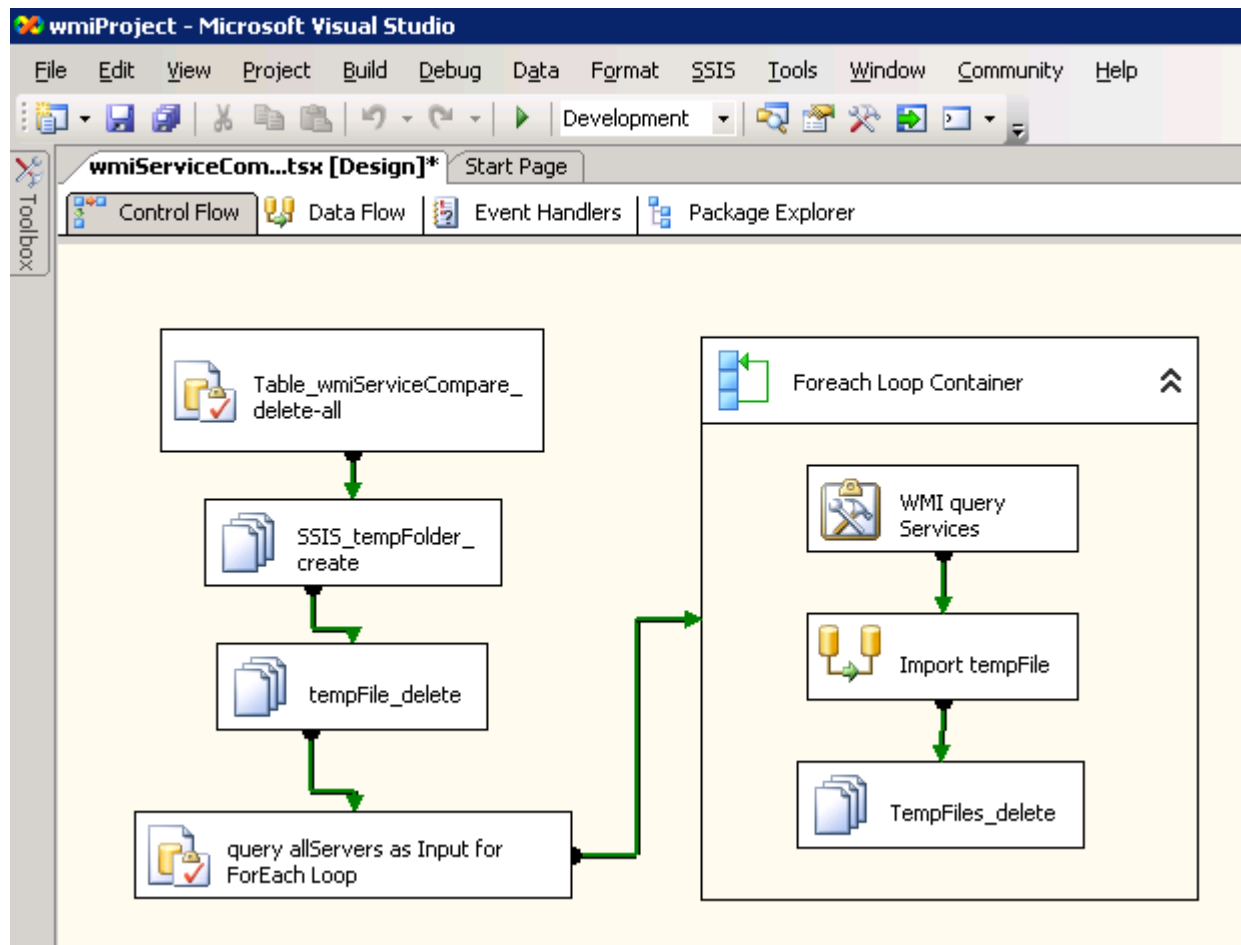 wmiProject - Microsoft Visual Studio
File Edit View Project Build Debug Data Format SSIS Tools Window Community Help
Development
wmiServiceCom...tsx [Design]* Start Page
Toolbox
Control Flow Data Flow Event Handlers Package Explorer
Table_wmiServiceCompare_
delete-all
SSIS_tempFolder_
create
tempFile_delete
query allServers as Input for
ForEach Loop
Foreach Loop Container
WMI query
Services
Import tempFile
TempFiles_delete